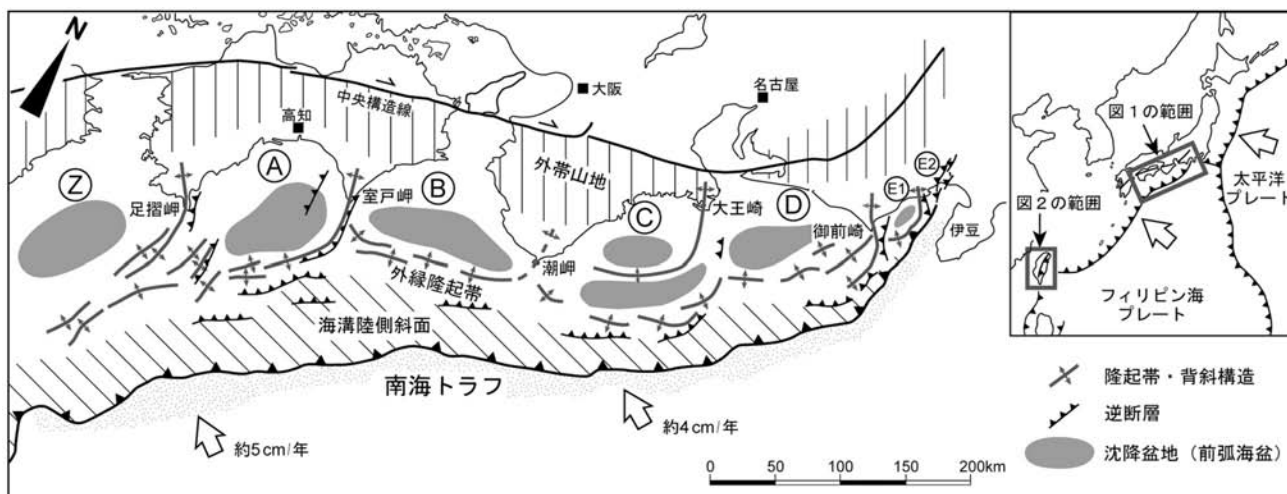 N
大阪
名古屋
中央構造線
高知
外帯山地
Z
A
B
C
D
E1
E2
足摺岬
室戸岬
大王崎
御前崎
伊豆
潮岬
外縁隆起帯
海溝陸側斜面
南海トラフ
約5cm/年
約4cm/年
0 50 100 150 200km
図1の範囲
図2の範囲
太平洋
プレート
フィリピン海
プレート
隆起帯・背斜構造
逆断層
沈降盆地(前弧海盆)